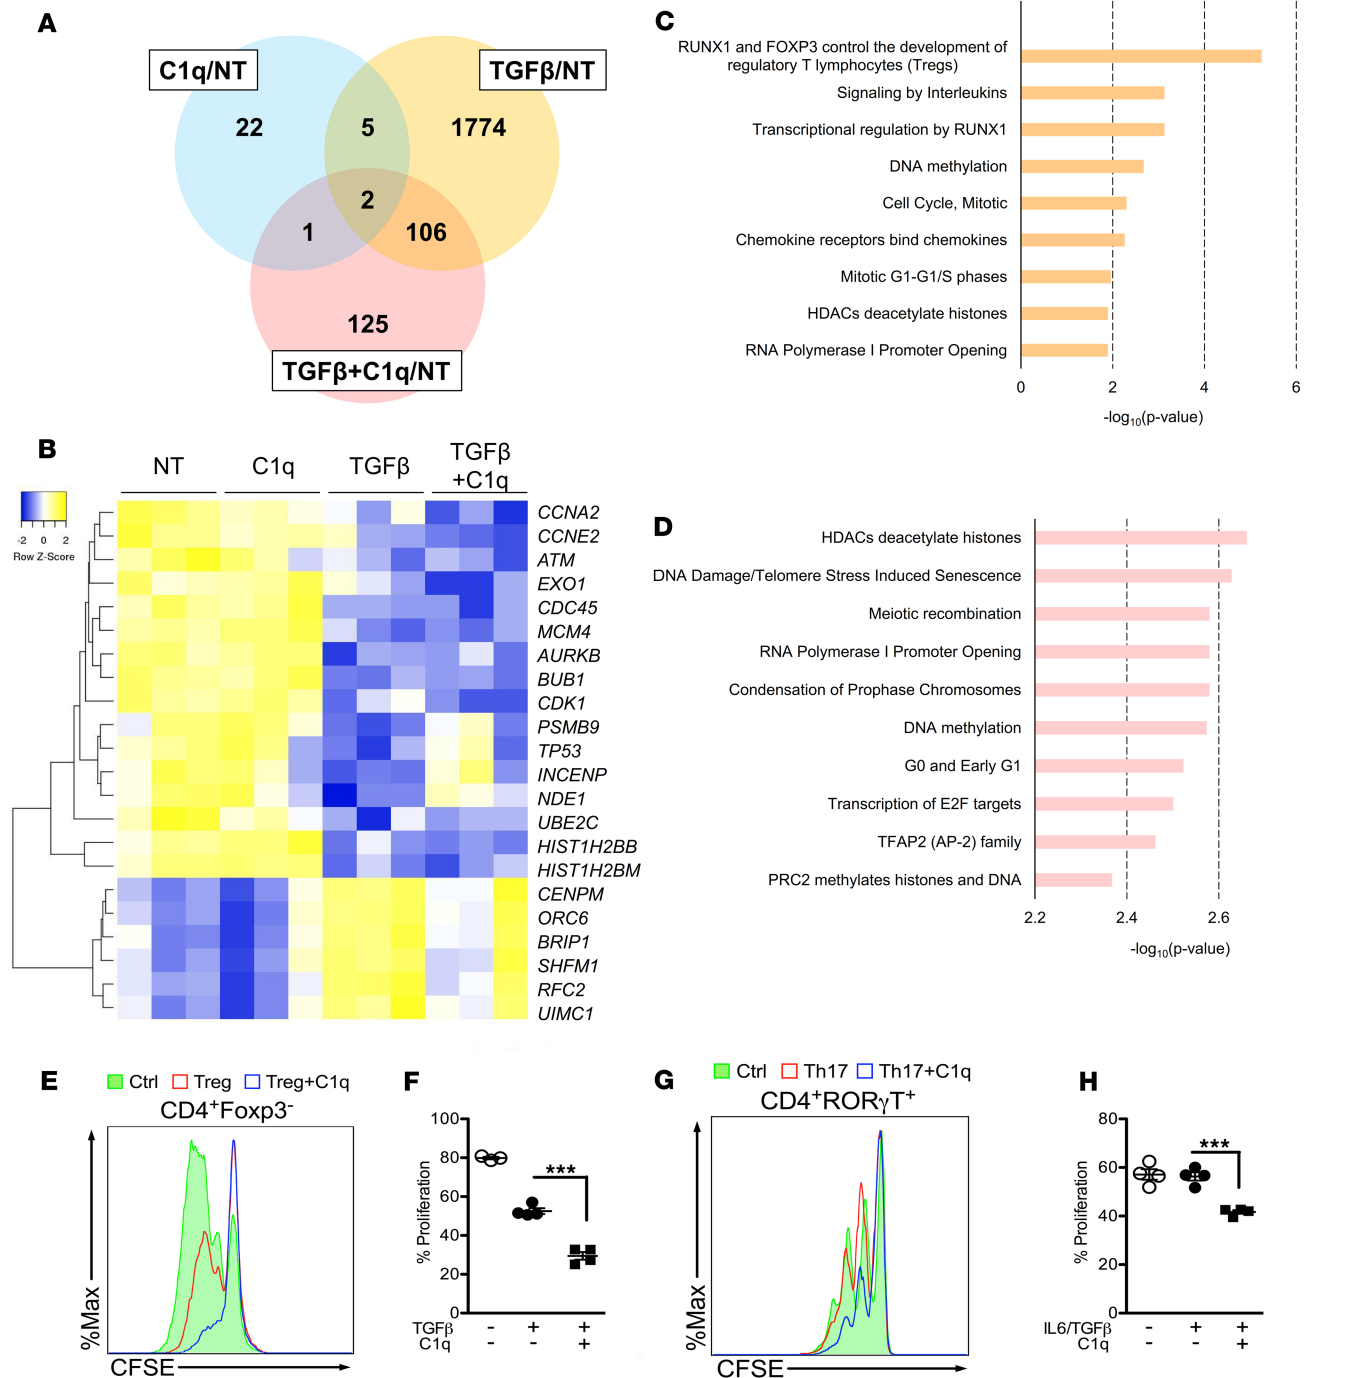 A
C1q/NT
TGFβ/NT
22
5
1774
2
1
106
125
TGFβ+C1q/NT
B
NT
C1q
TGFβ
TGFβ
+C1q
-2 0 2
Row Z-Score
CCNA2
CCNE2
ATM
EXO1
CDC45
MCM4
AURKB
BUB1
CDK1
PSMB9
TP53
INCENP
NDE1
UBE2C
HIST1H2BB
HIST1H2BM
CENPM
ORC6
BRIP1
SHFM1
RFC2
UIMC1
C
RUNX1 and FOXP3 control the development of
regulatory T lymphocytes (Tregs)
Signaling by Interleukins
Transcriptional regulation by RUNX1
DNA methylation
Cell Cycle, Mitotic
Chemokine receptors bind chemokines
Mitotic G1-G1/S phases
HDACs deacetylate histones
RNA Polymerase I Promoter Opening
0 2 4 6
-log10(p-value)
D
HDACs deacetylate histones
DNA Damage/Telomere Stress Induced Senescence
Meiotic recombination
RNA Polymerase I Promoter Opening
Condensation of Prophase Chromosomes
DNA methylation
G0 and Early G1
Transcription of E2F targets
TFAP2 (AP-2) family
PRC2 methylates histones and DNA
2.2 2.4 2.6
-log10(p-value)
E
Ctrl Treg Treg+C1q
CD4+Foxp3-
%Max
CFSE
F
% Proliferation
100
80
60
40
20
0
***
TGFβ - + +
C1q - - +
G
Ctrl Th17 Th17+C1q
CD4+RORγT+
%Max
CFSE
H
% Proliferation
80
60
40
20
0
***
IL6/TGFβ - + +
C1q - - +